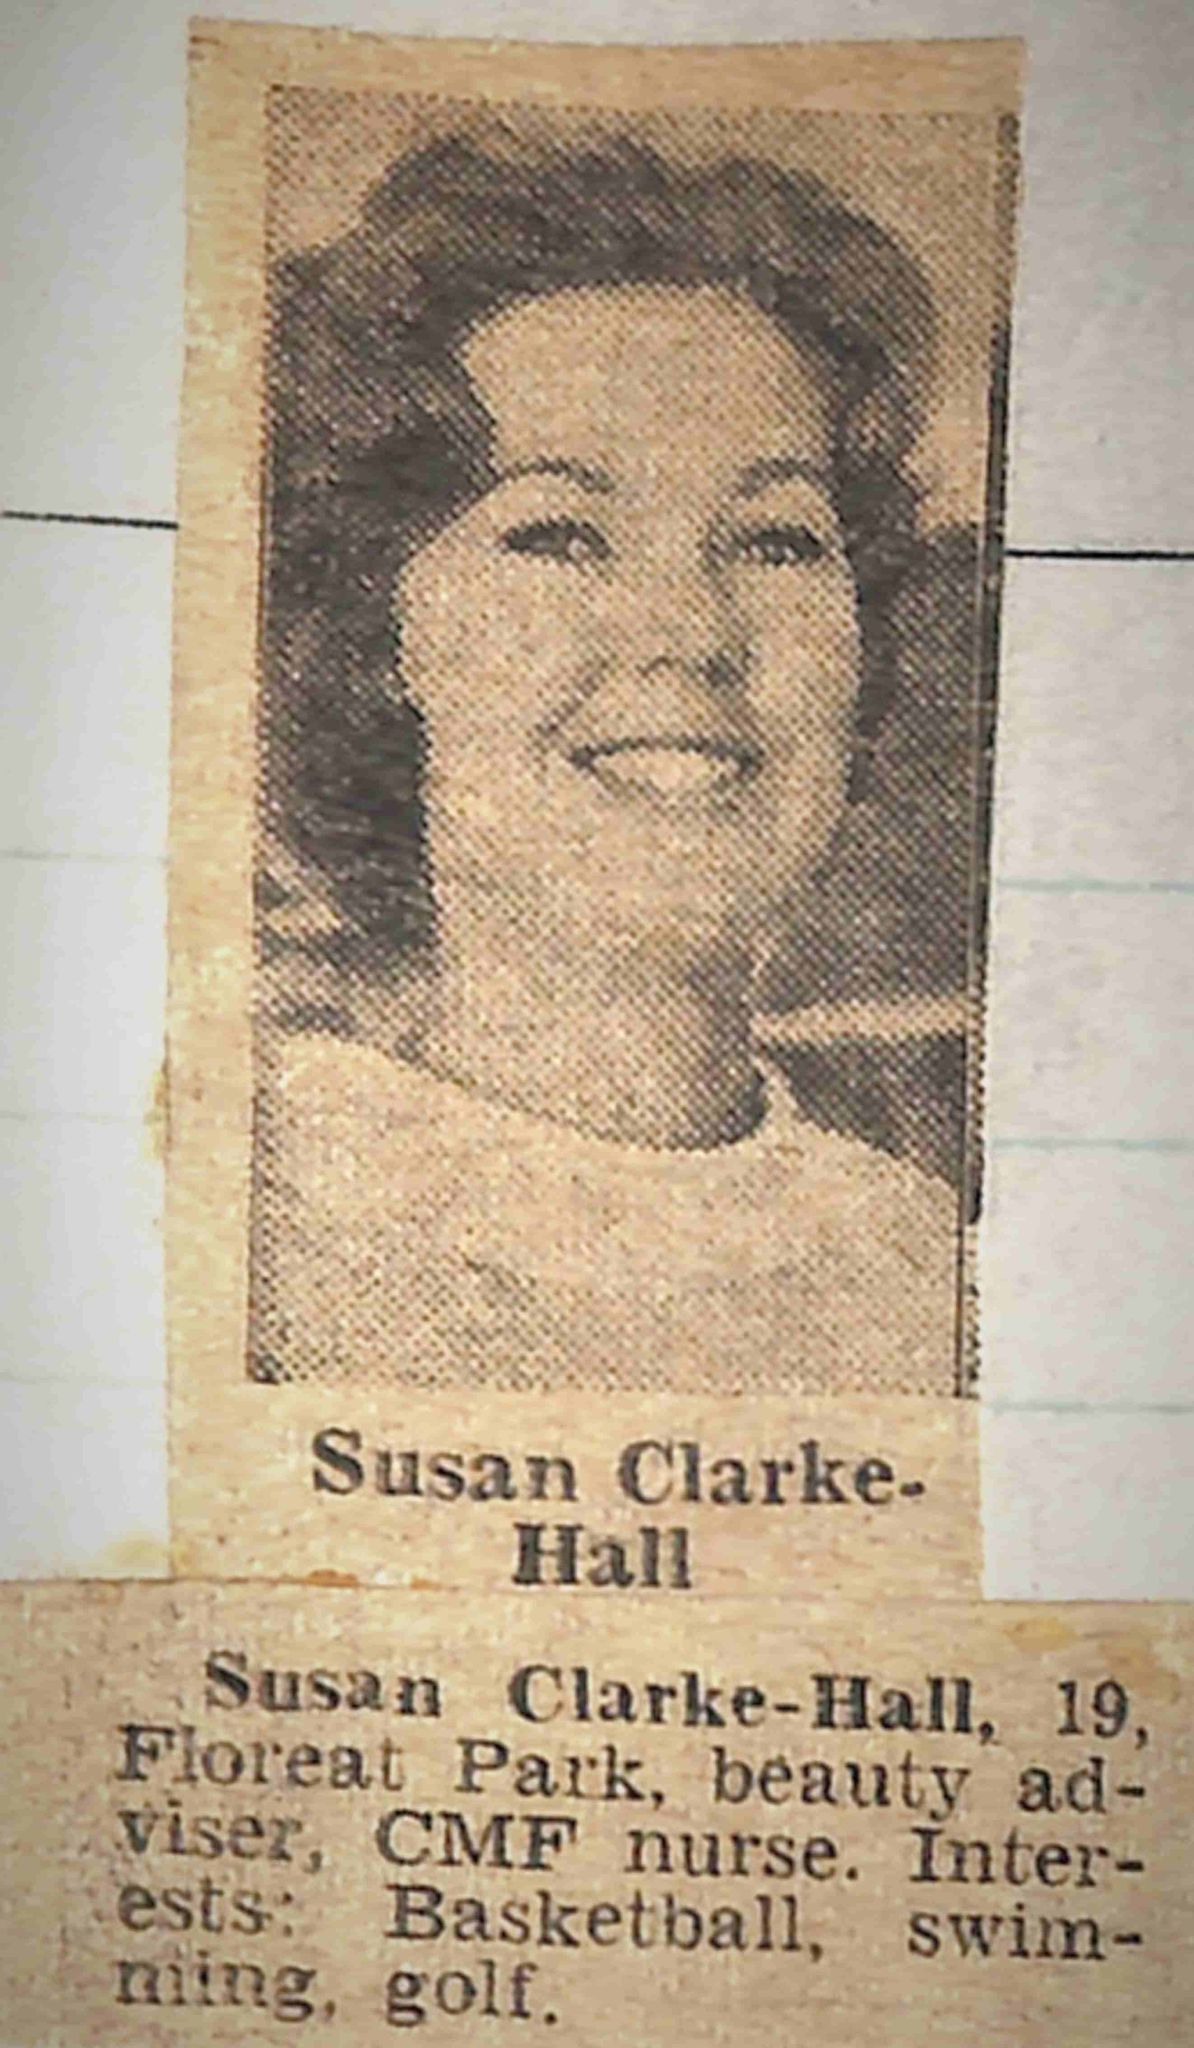 Susan Clarke-
Hall
Susan Clarke-Hall, 19,
Floreat Park, beauty ad-
viser, CMF nurse. Inter-
ests: Basketball, swim-
ming, golf.